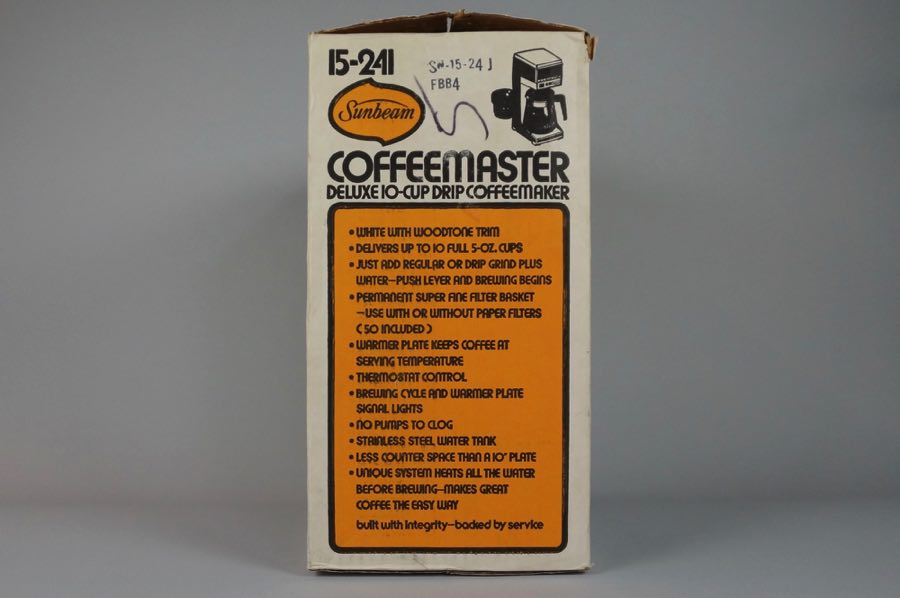 15-241
SW-15-24 J
FBB4
Sunbeam
COFFEEMASTER
DELUXE 10-CUP DRIP COFFEEMAKER
• WHITE WITH WOODTONE TRIM
• DELIVERS UP TO 10 FULL 5-OZ. CUPS
• JUST ADD REGULAR OR DRIP GRIND PLUS
WATER—PUSH LEVER AND BREWING BEGINS
• PERMANENT SUPER FINE FILTER BASKET
—USE WITH OR WITHOUT PAPER FILTERS
(50 INCLUDED)
• WARMER PLATE KEEPS COFFEE AT
SERVING TEMPERATURE
• THERMOSTAT CONTROL
• BREWING CYCLE AND WARMER PLATE
SIGNAL LIGHTS
• NO PUMPS TO CLOG
• STAINLESS STEEL WATER TANK
• LESS COUNTER SPACE THAN A 10" PLATE
• UNIQUE SYSTEM HEATS ALL THE WATER
BEFORE BREWING—MAKES GREAT
COFFEE THE EASY WAY
built with integrity—backed by service